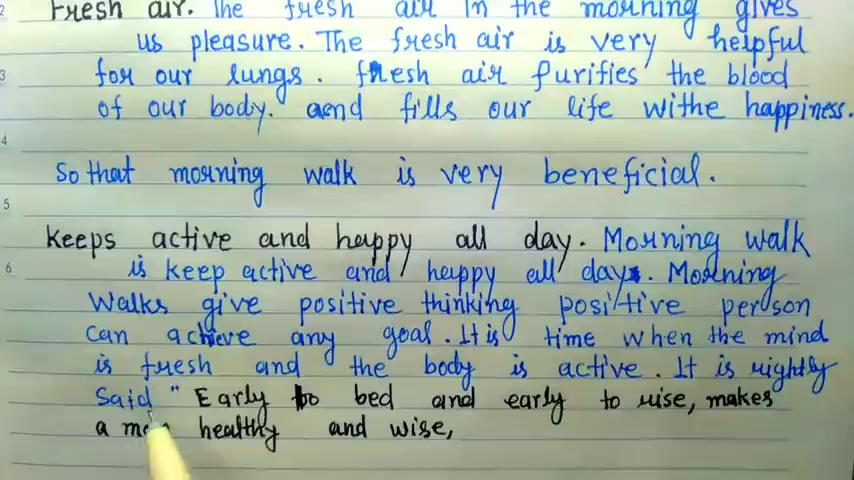 2 Fresh air. The fresh air in the morning gives
us pleasure. The fresh air is very helpful
3 for our lungs. fresh air purifies the blood
of our body. and fills our life withe happiness.
4
So that morning walk is very beneficial.
5
Keeps active and happy all day. Morning walk
6 is keep active and happy all days. Morning
Walks give positive thinking positive person
can achieve any goal. It is time when the mind
is fresh and the body is active. It is rightly
Said " Early to bed and early to rise, makes
a healthy and wise,